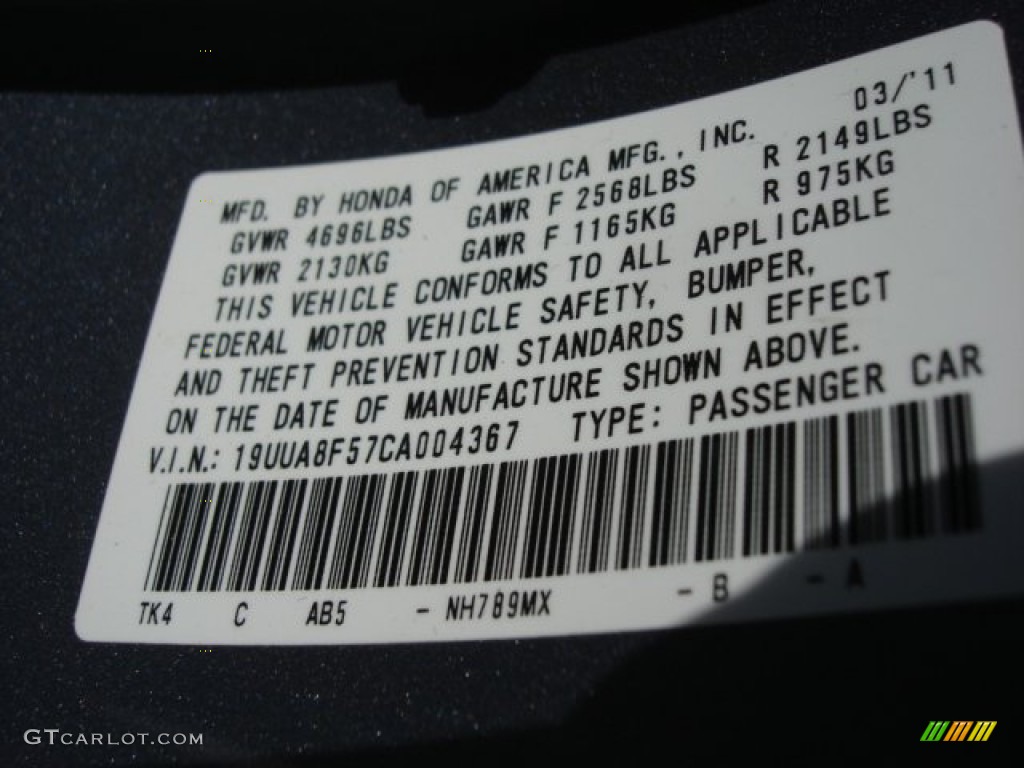 03/'11
MFD. BY HONDA OF AMERICA MFG., INC.
GVWR 4696LBS GAWR F 2568LBS R 2149LBS
GVWR 2130KG GAWR F 1165KG R 975KG
THIS VEHICLE CONFORMS TO ALL APPLICABLE
FEDERAL MOTOR VEHICLE SAFETY, BUMPER,
AND THEFT PREVENTION STANDARDS IN EFFECT
ON THE DATE OF MANUFACTURE SHOWN ABOVE.
V.I.N.: 19UUA8F57CA004367 TYPE: PASSENGER CAR
TK4 C AB5 - NH789MX - B - A
GTCARLOT.COM